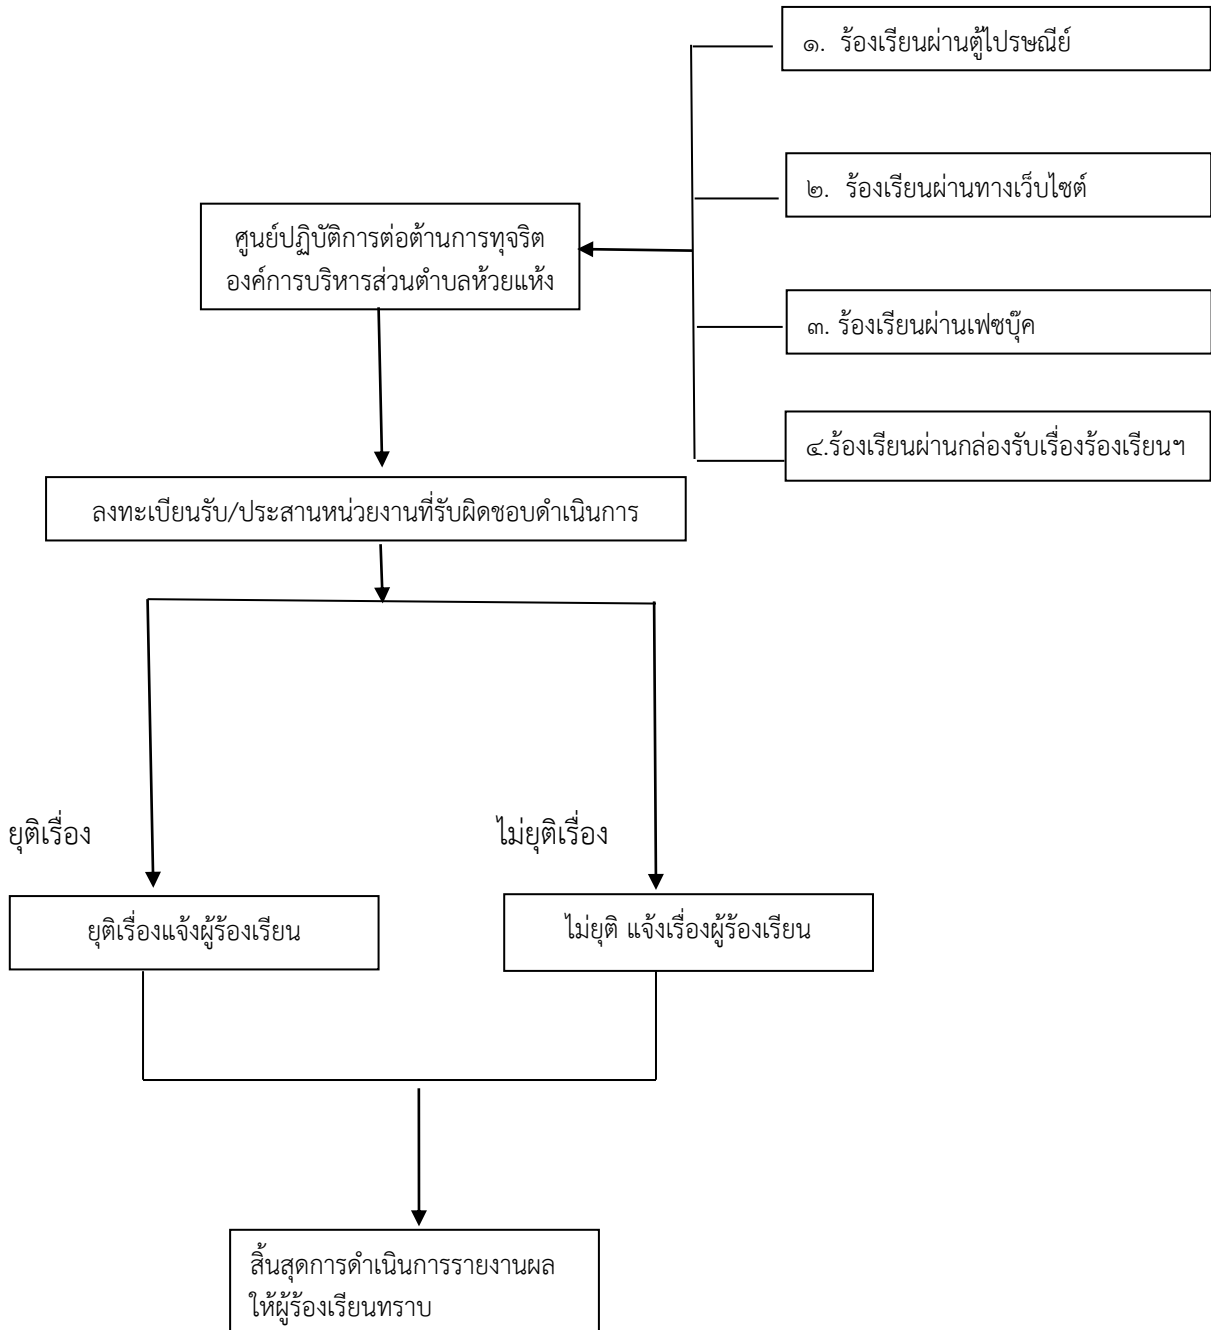 ๑. ร้องเรียนผ่านตู้ไปรษณีย์
๒. ร้องเรียนผ่านทางเว็บไซต์
ศูนย์ปฏิบัติการต่อต้านการทุจริต
องค์การบริหารส่วนตำบลห้วยแห้ง
๓. ร้องเรียนผ่านเฟซบุ๊ค
๔.ร้องเรียนผ่านกล่องรับเรื่องร้องเรียนฯ
ลงทะเบียนรับ/ประสานหน่วยงานที่รับผิดชอบดำเนินการ
ยุติเรื่อง
ไม่ยุติเรื่อง
ยุติเรื่องแจ้งผู้ร้องเรียน
ไม่ยุติ แจ้งเรื่องผู้ร้องเรียน
สิ้นสุดการดำเนินการรายงานผล
ให้ผู้ร้องเรียนทราบ